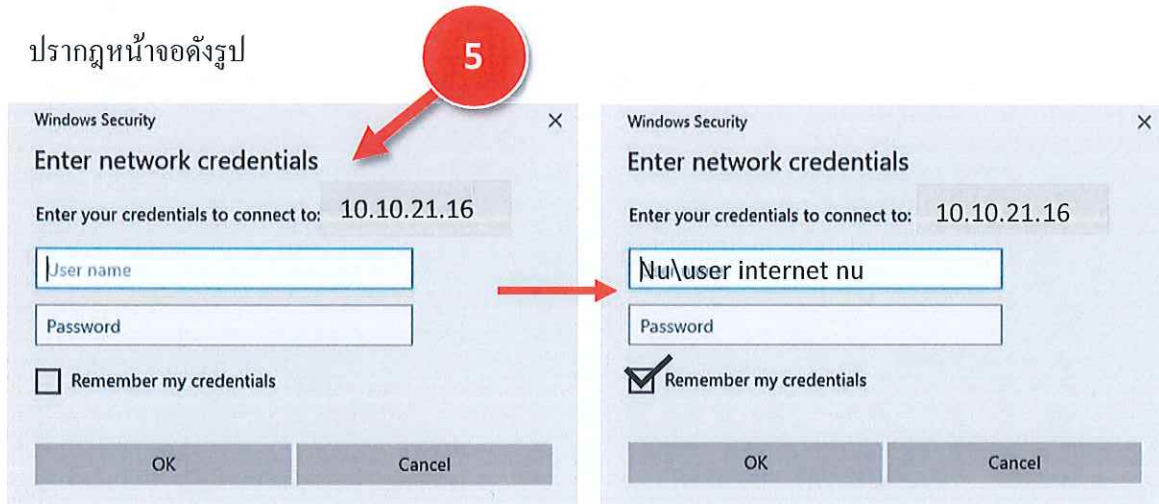 ปรากฎหน้าจอดังรูป
5
Windows Security
Enter network credentials
Enter your credentials to connect to: 10.10.21.16
User name
Password
Remember my credentials
OK Cancel
Windows Security
Enter network credentials
Enter your credentials to connect to: 10.10.21.16
Nu\user internet nu
Password
Remember my credentials
OK Cancel